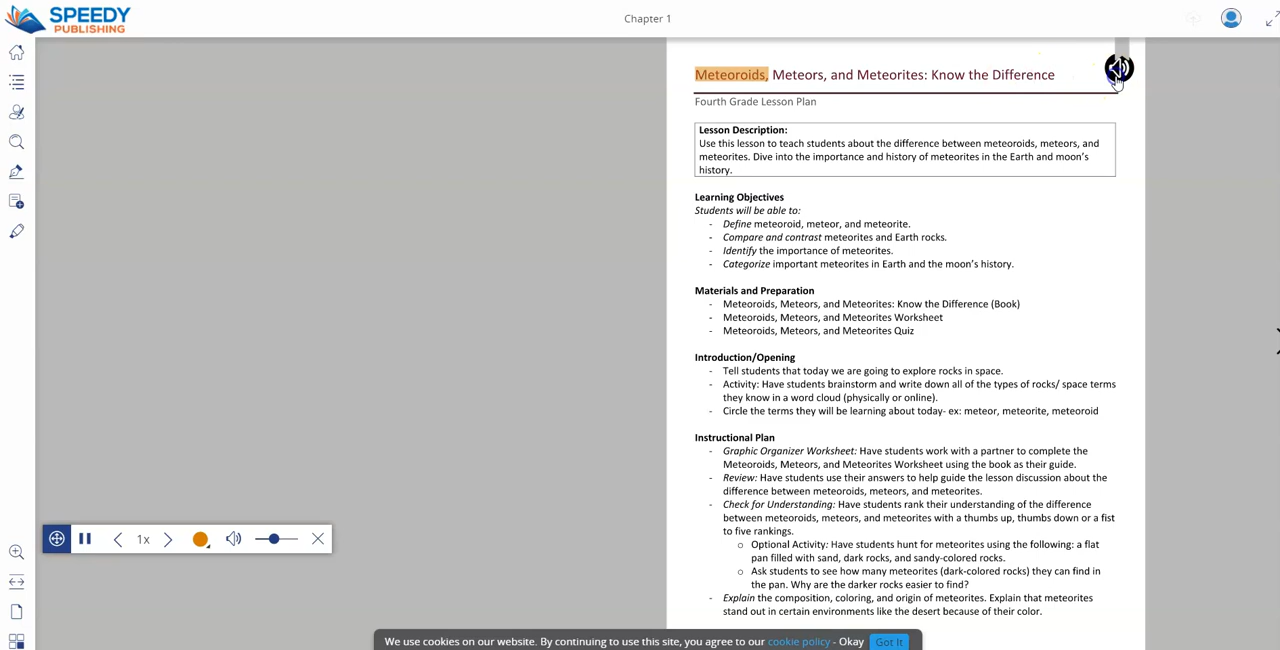 SPEEDY
PUBLISHING
Chapter 1
Meteoroids, Meteors, and Meteorites: Know the Difference
Fourth Grade Lesson Plan
Lesson Description:
Use this lesson to teach students about the difference between meteoroids, meteors, and
meteorites. Dive into the importance and history of meteorites in the Earth and moon's
history.
Learning Objectives
Students will be able to:
- Define meteoroid, meteor, and meteorite.
- Compare and contrast meteorites and Earth rocks.
- Identify the importance of meteorites.
- Categorize important meteorites in Earth and the moon's history.
Materials and Preparation
- Meteoroids, Meteors, and Meteorites: Know the Difference (Book)
- Meteoroids, Meteors, and Meteorites Worksheet
- Meteoroids, Meteors, and Meteorites Quiz
Introduction/Opening
- Tell students that today we are going to explore rocks in space.
- Activity: Have students brainstorm and write down all of the types of rocks/ space terms
they know in a word cloud (physically or online).
- Circle the terms they will be learning about today- ex: meteor, meteorite, meteoroid
Instructional Plan
- Graphic Organizer Worksheet: Have students work with a partner to complete the
Meteoroids, Meteors, and Meteorites Worksheet using the book as their guide.
- Review: Have students use their answers to help guide the lesson discussion about the
difference between meteoroids, meteors, and meteorites.
- Check for Understanding: Have students rank their understanding of the difference
between meteoroids, meteors, and meteorites with a thumbs up, thumbs down or a fist
to five rankings.
o Optional Activity: Have students hunt for meteorites using the following: a flat
pan filled with sand, dark rocks, and sandy-colored rocks.
o Ask students to see how many meteorites (dark-colored rocks) they can find in
the pan. Why are the darker rocks easier to find?
- Explain the composition, coloring, and origin of meteorites. Explain that meteorites
stand out in certain environments like the desert because of their color.
1x
We use cookies on our website. By continuing to use this site, you agree to our cookie policy - Okay Got It